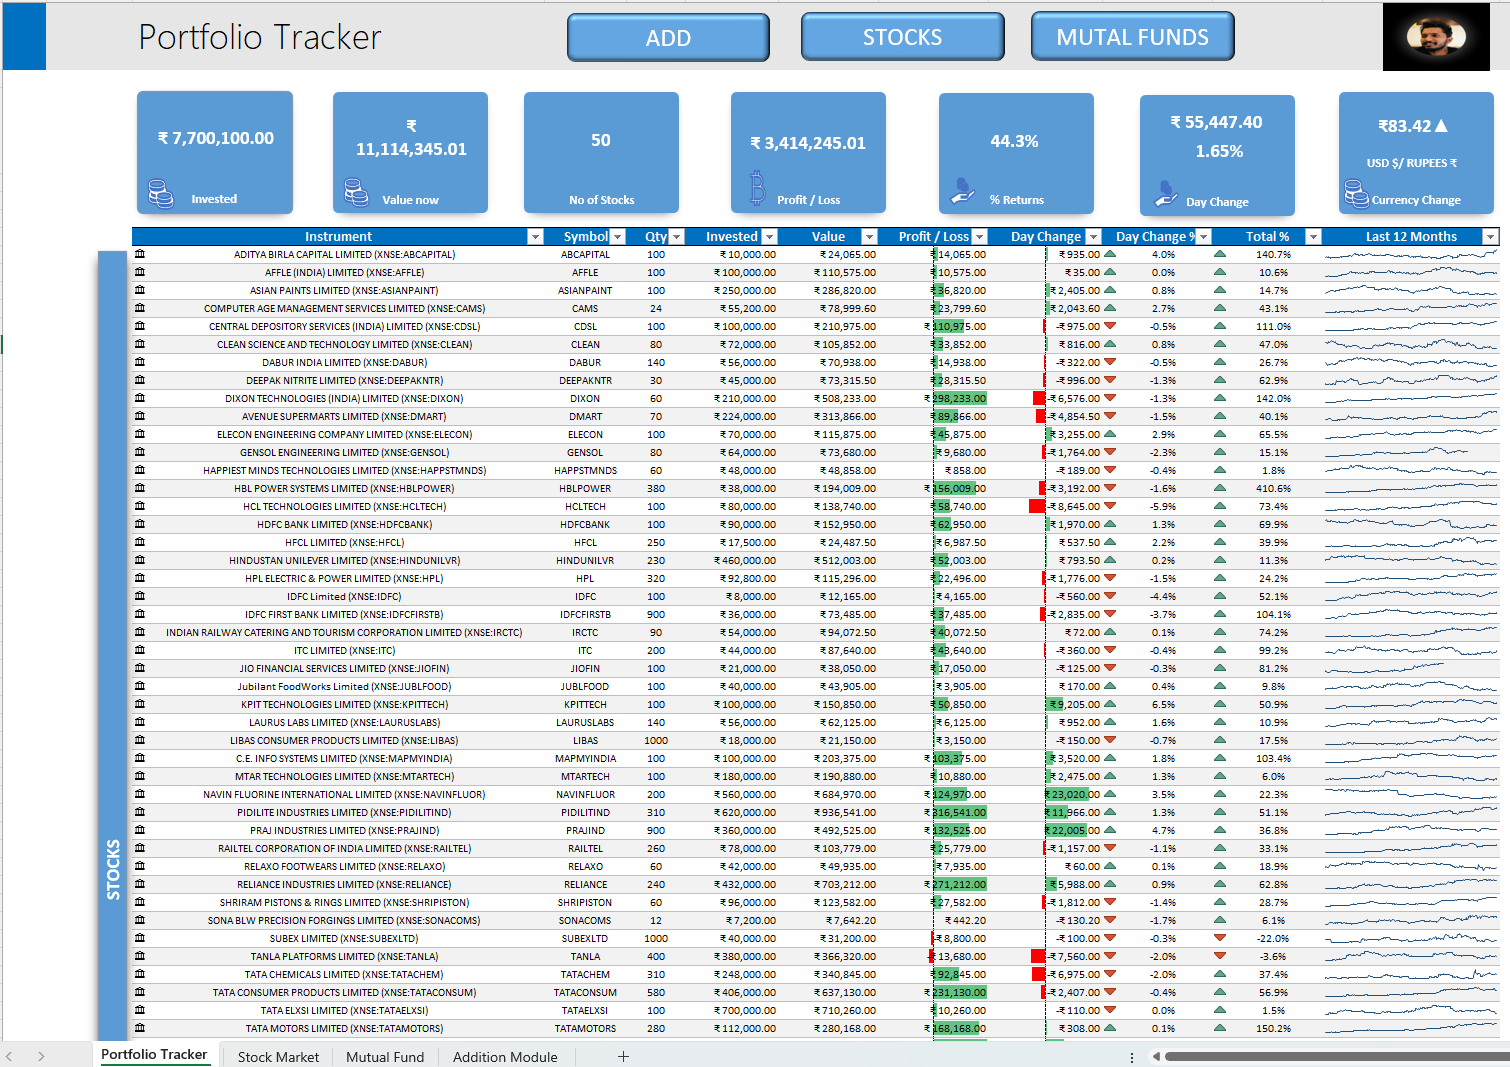 Portfolio Tracker
ADD
STOCKS
MUTAL FUNDS
₹ 7,700,100.00
Invested
₹
11,114,345.01
Value now
50
No of Stocks
₹ 3,414,245.01
Profit / Loss
44.3%
% Returns
₹ 55,447.40
1.65%
Day Change
₹83.42▲
USD $/ RUPEES ₹
Currency Change
Instrument Symbol Qty Invested Value Profit / Loss Day Change Day Change % Total % Last 12 Months
STOCKS
ADITYA BIRLA CAPITAL LIMITED (XNSE:ABCAPITAL) ABCAPITAL 100 ₹10,000.00 ₹24,065.00 ₹14,065.00 ₹935.00 4.0% 140.7%
AFFLE (INDIA) LIMITED (XNSE:AFFLE) AFFLE 100 ₹100,000.00 ₹110,575.00 ₹10,575.00 ₹35.00 0.0% 10.6%
ASIAN PAINTS LIMITED (XNSE:ASIANPAINT) ASIANPAINT 100 ₹250,000.00 ₹286,820.00 ₹36,820.00 ₹2,405.00 0.8% 14.7%
COMPUTER AGE MANAGEMENT SERVICES LIMITED (XNSE:CAMS) CAMS 24 ₹55,200.00 ₹78,999.60 ₹23,799.60 ₹2,043.60 2.7% 43.1%
CENTRAL DEPOSITORY SERVICES (INDIA) LIMITED (XNSE:CDSL) CDSL 100 ₹100,000.00 ₹210,975.00 ₹110,975.00 -₹975.00 -0.5% 111.0%
CLEAN SCIENCE AND TECHNOLOGY LIMITED (XNSE:CLEAN) CLEAN 80 ₹72,000.00 ₹105,852.00 ₹33,852.00 ₹816.00 0.8% 47.0%
DABUR INDIA LIMITED (XNSE:DABUR) DABUR 140 ₹56,000.00 ₹70,938.00 ₹14,938.00 -₹322.00 -0.5% 26.7%
DEEPAK NITRITE LIMITED (XNSE:DEEPAKNTR) DEEPAKNTR 30 ₹45,000.00 ₹73,315.50 ₹28,315.50 -₹996.00 -1.3% 62.9%
DIXON TECHNOLOGIES (INDIA) LIMITED (XNSE:DIXON) DIXON 60 ₹210,000.00 ₹508,233.00 ₹298,233.00 -₹6,576.00 -1.3% 142.0%
AVENUE SUPERMARTS LIMITED (XNSE:DMART) DMART 70 ₹224,000.00 ₹313,866.00 ₹89,866.00 -₹4,854.50 -1.5% 40.1%
ELECON ENGINEERING COMPANY LIMITED (XNSE:ELECON) ELECON 100 ₹70,000.00 ₹115,875.00 ₹45,875.00 ₹3,255.00 2.9% 65.5%
GENSOL ENGINEERING LIMITED (XNSE:GENSOL) GENSOL 80 ₹64,000.00 ₹73,680.00 ₹9,680.00 -₹1,764.00 -2.3% 15.1%
HAPPIEST MINDS TECHNOLOGIES LIMITED (XNSE:HAPPSTMNDS) HAPPSTMNDS 60 ₹48,000.00 ₹48,858.00 ₹858.00 -₹189.00 -0.4% 1.8%
HBL POWER SYSTEMS LIMITED (XNSE:HBLPOWER) HBLPOWER 380 ₹38,000.00 ₹194,009.00 ₹156,009.00 -₹3,192.00 -1.6% 410.6%
HCL TECHNOLOGIES LIMITED (XNSE:HCLTECH) HCLTECH 100 ₹80,000.00 ₹138,740.00 ₹58,740.00 -₹8,645.00 -5.9% 73.4%
HDFC BANK LIMITED (XNSE:HDFCBANK) HDFCBANK 100 ₹90,000.00 ₹152,950.00 ₹62,950.00 ₹1,970.00 1.3% 69.9%
HFCL LIMITED (XNSE:HFCL) HFCL 250 ₹17,500.00 ₹24,487.50 ₹6,987.50 ₹537.50 2.2% 39.9%
HINDUSTAN UNILEVER LIMITED (XNSE:HINDUNILVR) HINDUNILVR 230 ₹460,000.00 ₹512,003.00 ₹52,003.00 ₹793.50 0.2% 11.3%
HPL ELECTRIC & POWER LIMITED (XNSE:HPL) HPL 320 ₹92,800.00 ₹115,296.00 ₹22,496.00 -₹1,776.00 -1.5% 24.2%
IDFC Limited (XNSE:IDFC) IDFC 100 ₹8,000.00 ₹12,165.00 ₹4,165.00 -₹560.00 -4.4% 52.1%
IDFC FIRST BANK LIMITED (XNSE:IDFCFIRSTB) IDFCFIRSTB 900 ₹36,000.00 ₹73,485.00 ₹37,485.00 -₹2,835.00 -3.7% 104.1%
INDIAN RAILWAY CATERING AND TOURISM CORPORATION LIMITED (XNSE:IRCTC) IRCTC 90 ₹54,000.00 ₹94,072.50 ₹40,072.50 ₹72.00 0.1% 74.2%
ITC LIMITED (XNSE:ITC) ITC 200 ₹44,000.00 ₹87,640.00 ₹43,640.00 -₹360.00 -0.4% 99.2%
JIO FINANCIAL SERVICES LIMITED (XNSE:JIOFIN) JIOFIN 100 ₹21,000.00 ₹38,050.00 ₹17,050.00 -₹125.00 -0.3% 81.2%
Jubilant FoodWorks Limited (XNSE:JUBLFOOD) JUBLFOOD 100 ₹40,000.00 ₹43,905.00 ₹3,905.00 ₹170.00 0.4% 9.8%
KPIT TECHNOLOGIES LIMITED (XNSE:KPITTECH) KPITTECH 100 ₹100,000.00 ₹150,850.00 ₹50,850.00 ₹9,205.00 6.5% 50.9%
LAURUS LABS LIMITED (XNSE:LAURUSLABS) LAURUSLABS 140 ₹56,000.00 ₹62,125.00 ₹6,125.00 ₹952.00 1.6% 10.9%
LIBAS CONSUMER PRODUCTS LIMITED (XNSE:LIBAS) LIBAS 1000 ₹18,000.00 ₹21,150.00 ₹3,150.00 -₹150.00 -0.7% 17.5%
C.E. INFO SYSTEMS LIMITED (XNSE:MAPMYINDIA) MAPMYINDIA 100 ₹100,000.00 ₹203,375.00 ₹103,375.00 ₹3,520.00 1.8% 103.4%
MTAR TECHNOLOGIES LIMITED (XNSE:MTARTECH) MTARTECH 100 ₹180,000.00 ₹190,880.00 ₹10,880.00 ₹2,475.00 1.3% 6.0%
NAVIN FLUORINE INTERNATIONAL LIMITED (XNSE:NAVINFLUOR) NAVINFLUOR 200 ₹560,000.00 ₹684,970.00 ₹124,970.00 ₹23,020.00 3.5% 22.3%
PIDILITE INDUSTRIES LIMITED (XNSE:PIDILITIND) PIDILITIND 310 ₹620,000.00 ₹936,541.00 ₹316,541.00 ₹11,966.00 1.3% 51.1%
PRAJ INDUSTRIES LIMITED (XNSE:PRAJIND) PRAJIND 900 ₹360,000.00 ₹492,525.00 ₹132,525.00 ₹22,005.00 4.7% 36.8%
RAILTEL CORPORATION OF INDIA LIMITED (XNSE:RAILTEL) RAILTEL 260 ₹78,000.00 ₹103,779.00 ₹25,779.00 -₹1,157.00 -1.1% 33.1%
RELAXO FOOTWEARS LIMITED (XNSE:RELAXO) RELAXO 60 ₹42,000.00 ₹49,935.00 ₹7,935.00 ₹60.00 0.1% 18.9%
RELIANCE INDUSTRIES LIMITED (XNSE:RELIANCE) RELIANCE 240 ₹432,000.00 ₹703,212.00 ₹271,212.00 ₹5,988.00 0.9% 62.8%
SHRIRAM PISTONS & RINGS LIMITED (XNSE:SHRIPISTON) SHRIPISTON 60 ₹96,000.00 ₹123,582.00 ₹27,582.00 -₹1,812.00 -1.4% 28.7%
SONA BLW PRECISION FORGINGS LIMITED (XNSE:SONACOMS) SONACOMS 12 ₹7,200.00 ₹7,642.20 ₹442.20 -₹130.20 -1.7% 6.1%
SUBEX LIMITED (XNSE:SUBEXLTD) SUBEXLTD 1000 ₹40,000.00 ₹31,200.00 -₹8,800.00 -₹100.00 -0.3% -22.0%
TANLA PLATFORMS LIMITED (XNSE:TANLA) TANLA 400 ₹380,000.00 ₹366,320.00 -₹13,680.00 -₹7,560.00 -2.0% -3.6%
TATA CHEMICALS LIMITED (XNSE:TATACHEM) TATACHEM 310 ₹248,000.00 ₹340,845.00 ₹92,845.00 -₹6,975.00 -2.0% 37.4%
TATA CONSUMER PRODUCTS LIMITED (XNSE:TATACONSUM) TATACONSUM 580 ₹406,000.00 ₹637,130.00 ₹231,130.00 -₹2,407.00 -0.4% 56.9%
TATA ELXSI LIMITED (XNSE:TATAELXSI) TATAELXSI 100 ₹700,000.00 ₹710,260.00 ₹10,260.00 -₹110.00 0.0% 1.5%
TATA MOTORS LIMITED (XNSE:TATAMOTORS) TATAMOTORS 280 ₹112,000.00 ₹280,168.00 ₹168,168.00 ₹308.00 0.1% 150.2%
Portfolio Tracker Stock Market Mutual Fund Addition Module +